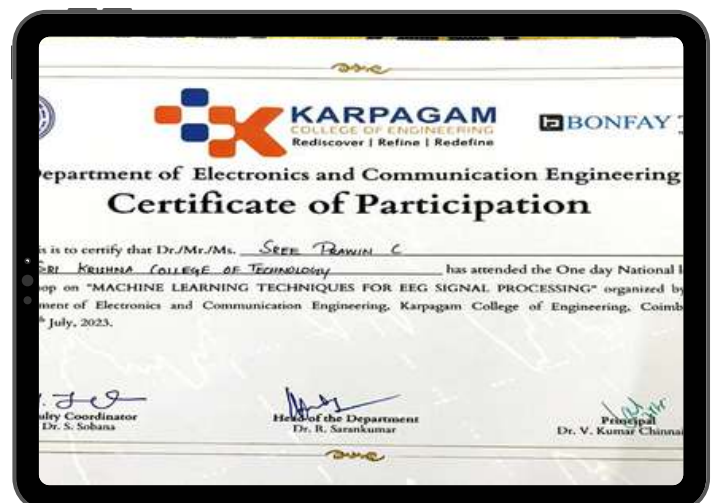 KARPAGAM
COLLEGE OF ENGINEERING
Rediscover | Refine | Redefine
BONFAY
epartment of Electronics and Communication Engineering
Certificate of Participation
is is to certify that Dr./Mr./Ms. SREE PRAWIN C
SRI KRISHNA COLLEGE OF TECHNOLOGY has attended the One day National
op on "MACHINE LEARNING TECHNIQUES FOR EEG SIGNAL PROCESSING" organized by
ment of Electronics and Communication Engineering, Karpagam College of Engineering, Coimb
July, 2023.
ulty Coordinator
Dr. S. Sobana
Head of the Department
Dr. R. Sarankumar
Principal
Dr. V. Kumar Chinnai